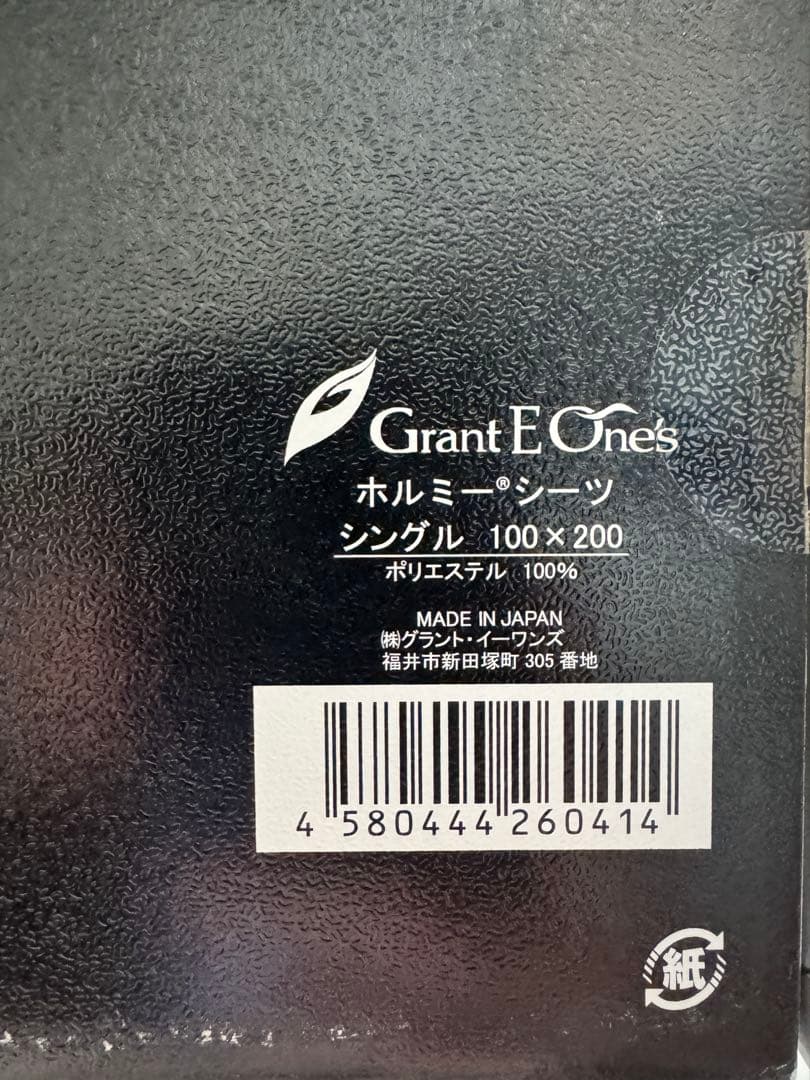 Grant E One's
ホルミー®シーツ
シングル 100×200
ポリエステル 100%
MADE IN JAPAN
㈱グラント・イーワンズ
福井市新田塚町 305 番地
4 580444 260414
紙